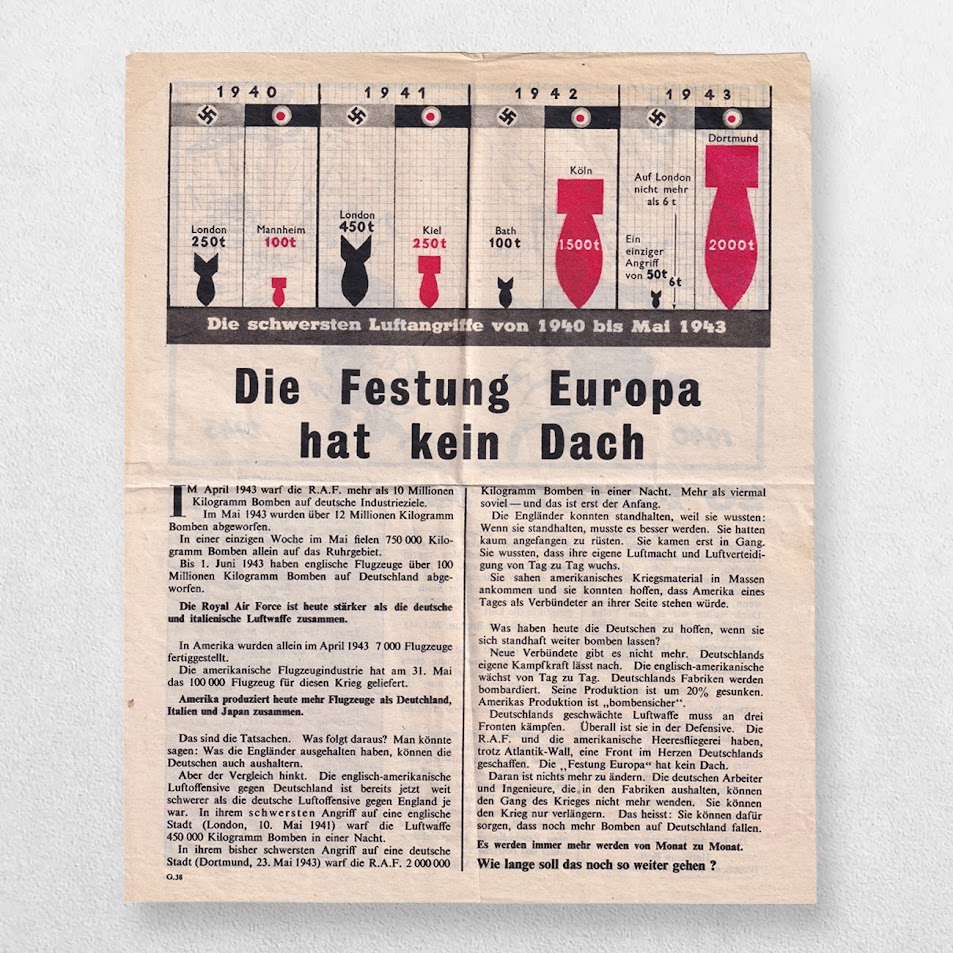 1940 1941 1942 1943
Dortmund
Köln
Auf London
nicht mehr
als 6 t
London
450t
London
250t
Mannheim
100t
Kiel
250t
Bath
100t
1500t
Ein
einziger
Angriff
von 50t
6t
2000t
Die schwersten Luftangriffe von 1940 bis Mai 1943
Die Festung Europa
hat kein Dach
IM April 1943 warf die R.A.F. mehr als 10 Millionen
Kilogramm Bomben auf deutsche Industrieziele.
Im Mai 1943 wurden über 12 Millionen Kilogramm
Bomben abgeworfen.
In einer einzigen Woche im Mai fielen 750 000 Kilo-
gramm Bomben allein auf das Ruhrgebiet.
Bis 1. Juni 1943 haben englische Flugzeuge über 100
Millionen Kilogramm Bomben auf Deutschland abge-
worfen.
Die Royal Air Force ist heute stärker als die deutsche
und italienische Luftwaffe zusammen.
In Amerika wurden allein im April 1943 7 000 Flugzeuge
fertiggestellt.
Die amerikanische Flugzeugindustrie hat am 31. Mai
das 100 000 Flugzeug für diesen Krieg geliefert.
Amerika produziert heute mehr Flugzeuge als Deutchland,
Italien und Japan zusammen.
Das sind die Tatsachen. Was folgt daraus? Man könnte
sagen: Was die Engländer ausgehalten haben, können die
Deutschen auch aushaltern.
Aber der Vergleich hinkt. Die englisch-amerikanische
Luftoffensive gegen Deutschland ist bereits jetzt weit
schwerer als die deutsche Luftoffensive gegen England je
war. In ihrem schwersten Angriff auf eine englische
Stadt (London, 10. Mai 1941) warf die Luftwaffe
450 000 Kilogramm Bomben in einer Nacht.
In ihrem bisher schwersten Angriff auf eine deutsche
Stadt (Dortmund, 23. Mai 1943) warf die R.A.F. 2 000 000
G.38
Kilogramm Bomben in einer Nacht. Mehr als viermal
soviel — und das ist erst der Anfang.
Die Engländer konnten standhalten, weil sie wussten:
Wenn sie standhalten, musste es besser werden. Sie hatten
kaum angefangen zu rüsten. Sie kamen erst in Gang.
Sie wussten, dass ihre eigene Luftmacht und Luftverteidi-
gung von Tag zu Tag wuchs.
Sie sahen amerikanisches Kriegsmaterial in Massen
ankommen und sie konnten hoffen, dass Amerika eines
Tages als Verbündeter an ihrer Seite stehen würde.
Was haben heute die Deutschen zu hoffen, wenn sie
sich standhaft weiter bomben lassen?
Neue Verbündete gibt es nicht mehr. Deutschlands
eigene Kampfkraft lässt nach. Die englisch-amerikanische
wächst von Tag zu Tag. Deutschlands Fabriken werden
bombardiert. Seine Produktion ist um 20% gesunken.
Amerikas Produktion ist „bombensicher“.
Deutschlands geschwächte Luftwaffe muss an drei
Fronten kämpfen. Überall ist sie in der Defensive. Die
R.A.F. und die amerikanische Heeresfliegerei haben,
trotz Atlantik-Wall, eine Front im Herzen Deutschlands
geschaffen. Die „Festung Europa“ hat kein Dach.
Daran ist nichts mehr zu ändern. Die deutschen Arbeiter
und Ingenieure, die in den Fabriken aushalten, können
den Gang des Krieges nicht mehr wenden. Sie können
den Krieg nur verlängern. Das heisst: Sie können dafür
sorgen, dass noch mehr Bomben auf Deutschland fallen.
Es werden immer mehr werden von Monat zu Monat.
Wie lange soll das noch so weiter gehen ?